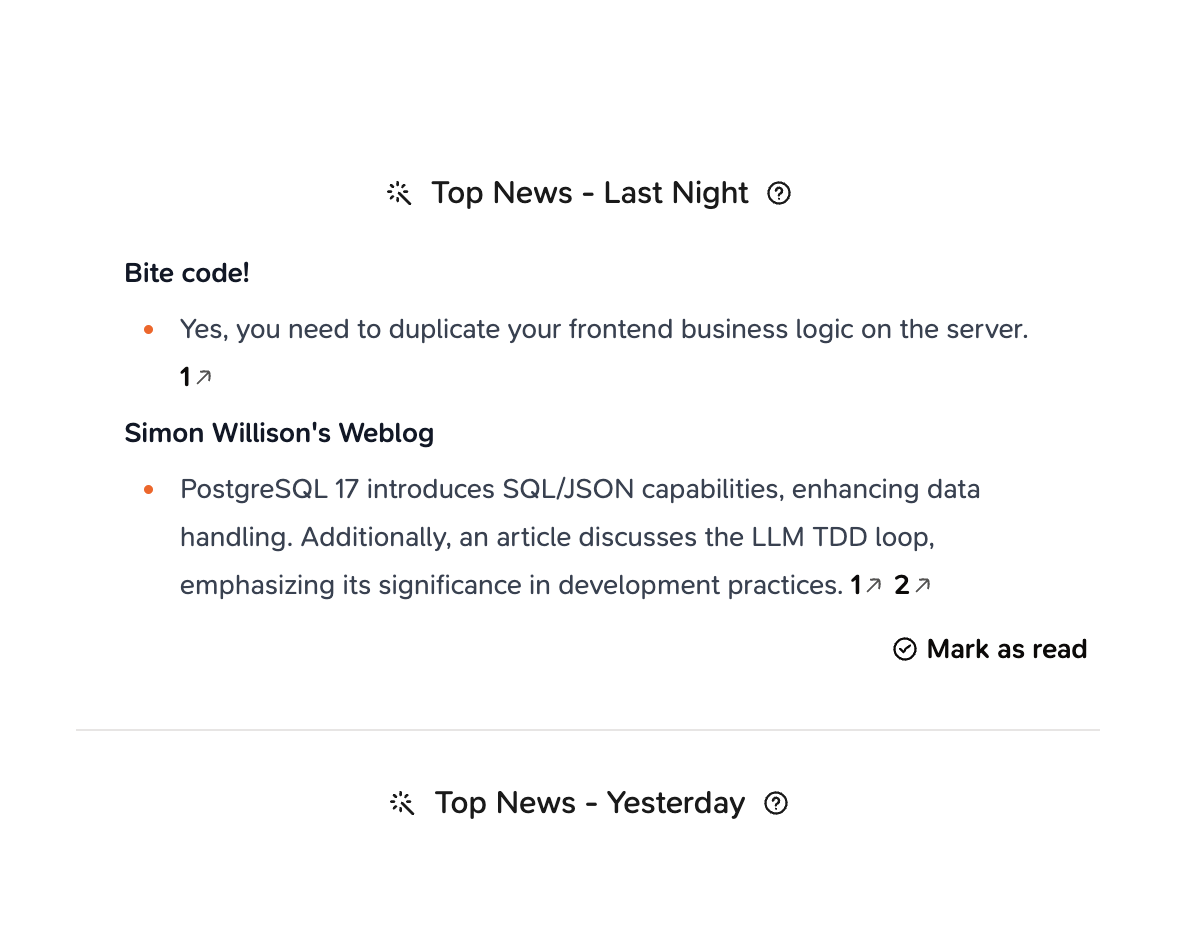 Top News - Last Night
Bite code!
Yes, you need to duplicate your frontend business logic on the server.
1
Simon Willison's Weblog
PostgreSQL 17 introduces SQL/JSON capabilities, enhancing data
handling. Additionally, an article discusses the LLM TDD loop,
emphasizing its significance in development practices. 1 2
Mark as read
Top News - Yesterday